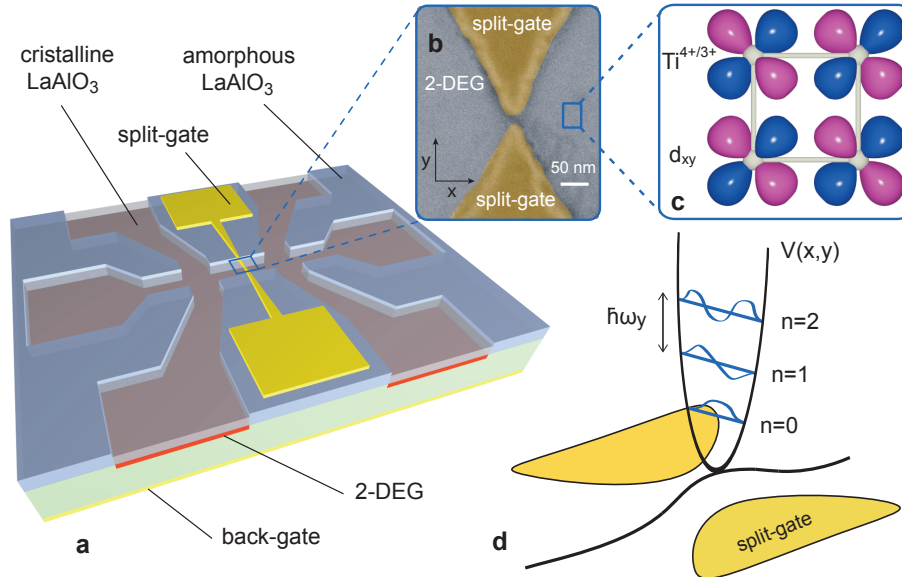 cristalline
LaAlO3
amorphous
LaAlO3
split-gate
2-DEG
back-gate
a
b
split-gate
2-DEG
y
x
50 nm
split-gate
Ti4+/3+
dxy
c
V(x,y)
ħωy
n=2
n=1
n=0
split-gate
d